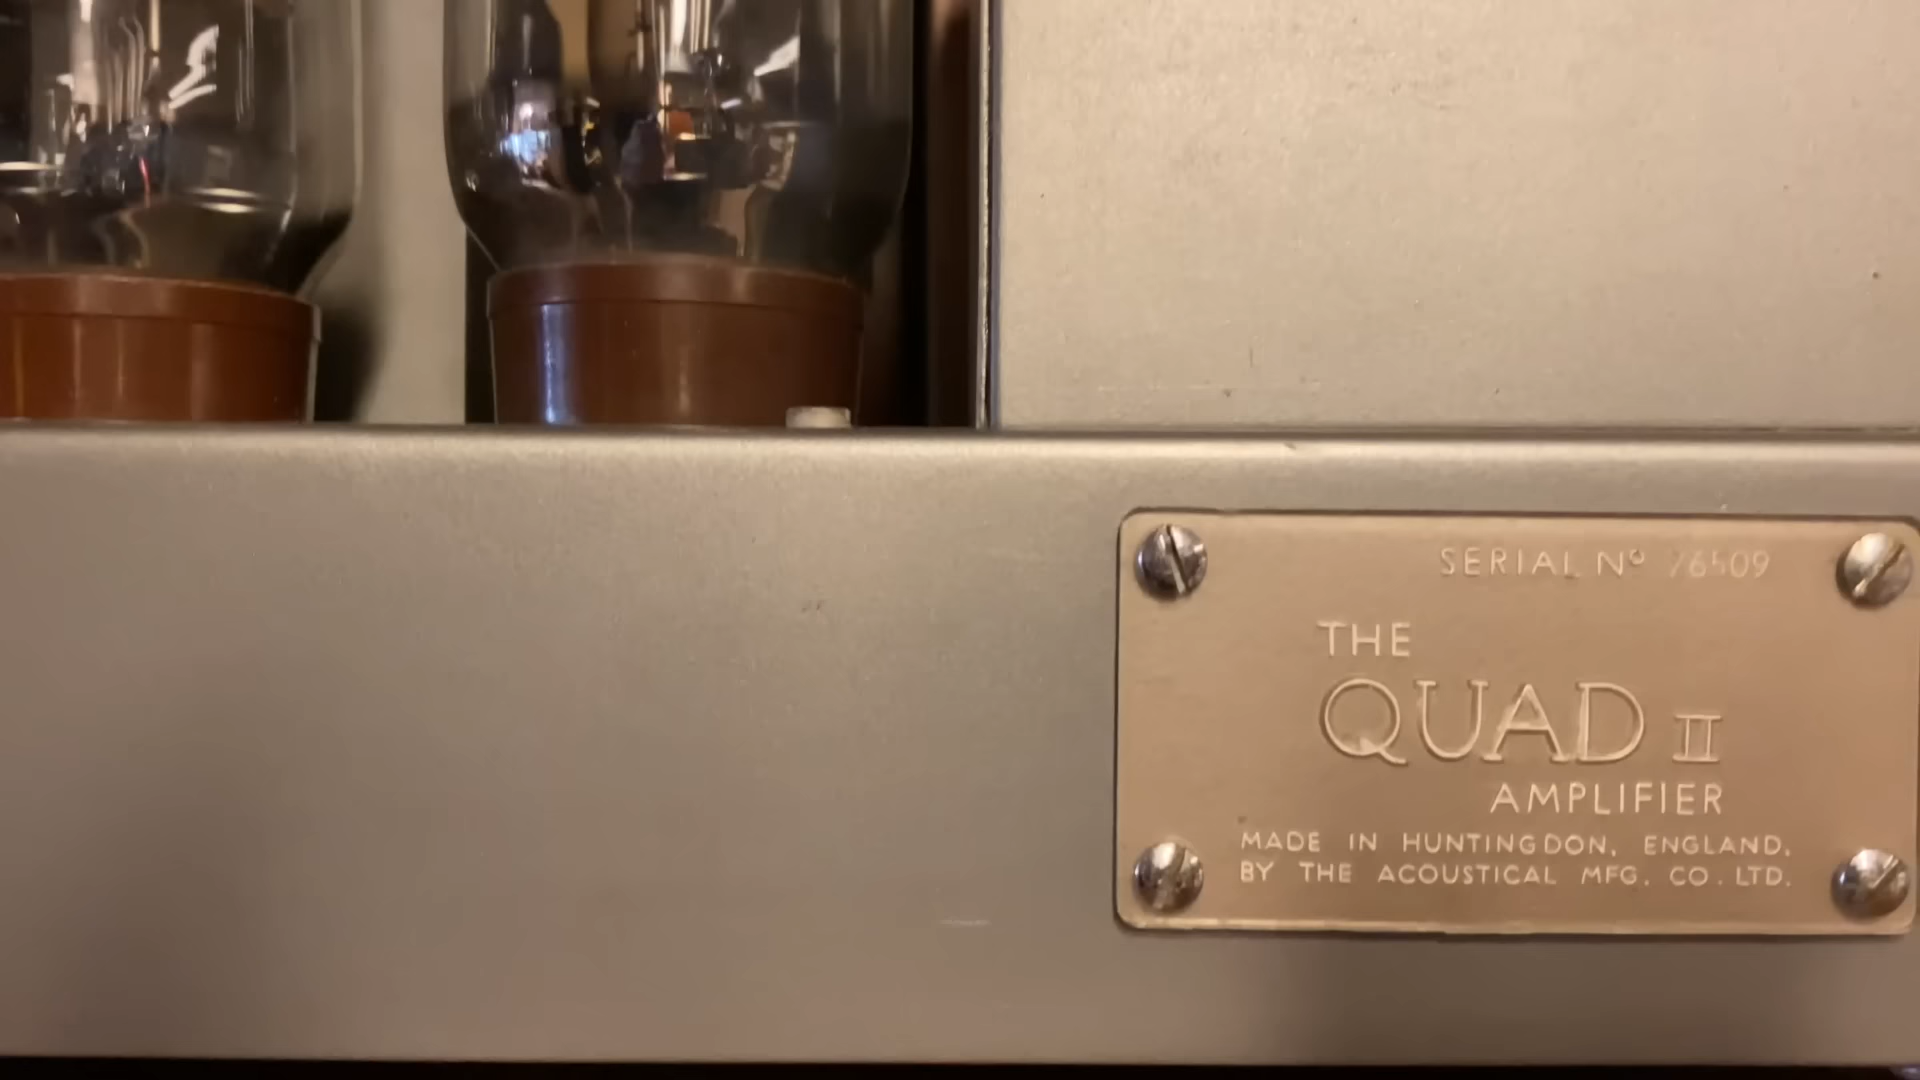 SERIAL Nº 76509
THE
QUAD II
AMPLIFIER
MADE IN HUNTINGDON, ENGLAND,
BY THE ACOUSTICAL MFG. CO. LTD.